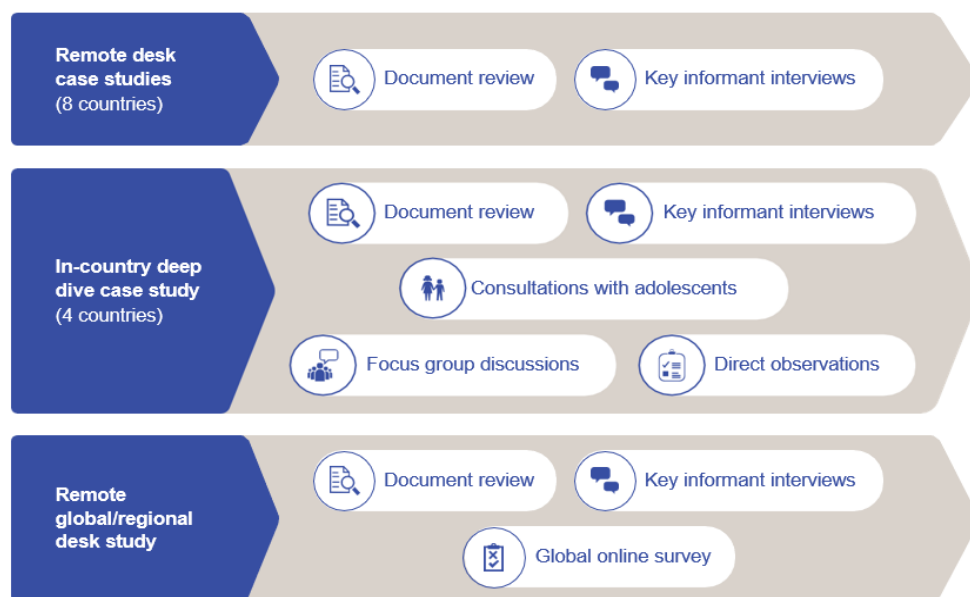 Remote desk
case studies
(8 countries)
Document review
Key informant interviews
In-country deep
dive case study
(4 countries)
Document review
Key informant interviews
Consultations with adolescents
Focus group discussions
Direct observations
Remote
global/regional
desk study
Document review
Key informant interviews
Global online survey